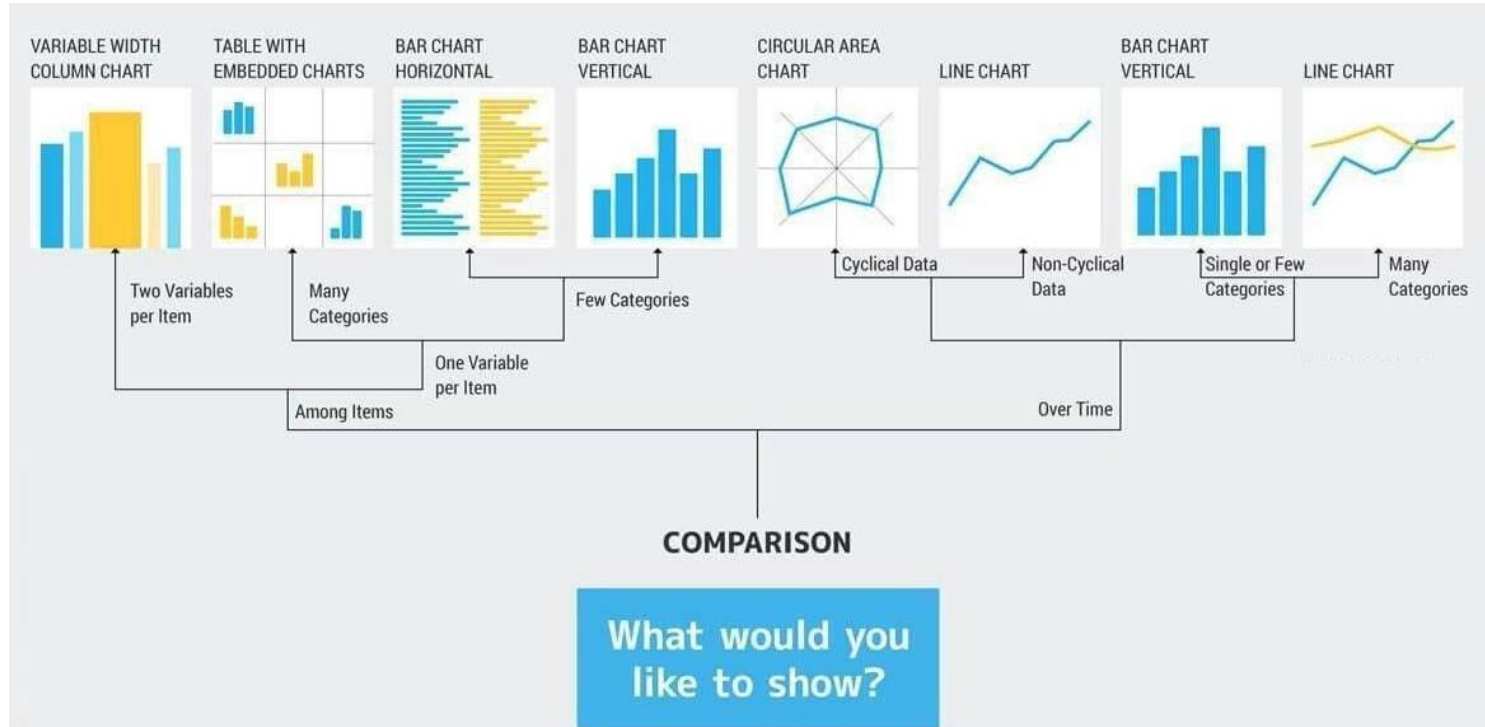 VARIABLE WIDTH
COLUMN CHART
TABLE WITH
EMBEDDED CHARTS
BAR CHART
HORIZONTAL
BAR CHART
VERTICAL
CIRCULAR AREA
CHART
LINE CHART
BAR CHART
VERTICAL
LINE CHART
Two Variables
per Item
Many
Categories
Few Categories
Cyclical Data
Non-Cyclical
Data
Single or Few
Categories
Many
Categories
One Variable
per Item
Among Items
Over Time
COMPARISON
What would you
like to show?